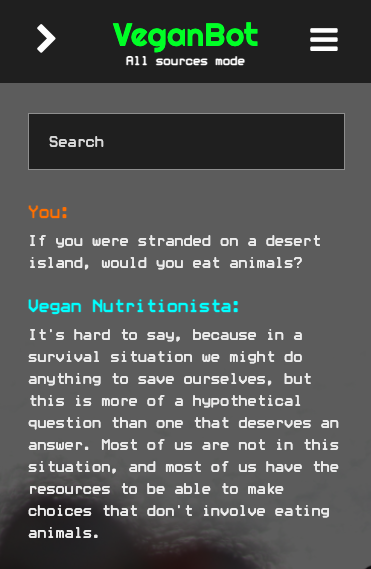 VeganBot
All sources mode
Search
You:
If you were stranded on a desert
island, would you eat animals?
Vegan Nutritionista:
It's hard to say, because in a
survival situation we might do
anything to save ourselves, but
this is more of a hypothetical
question than one that deserves an
answer. Most of us are not in this
situation, and most of us have the
resources to be able to make
choices that don't involve eating
animals.